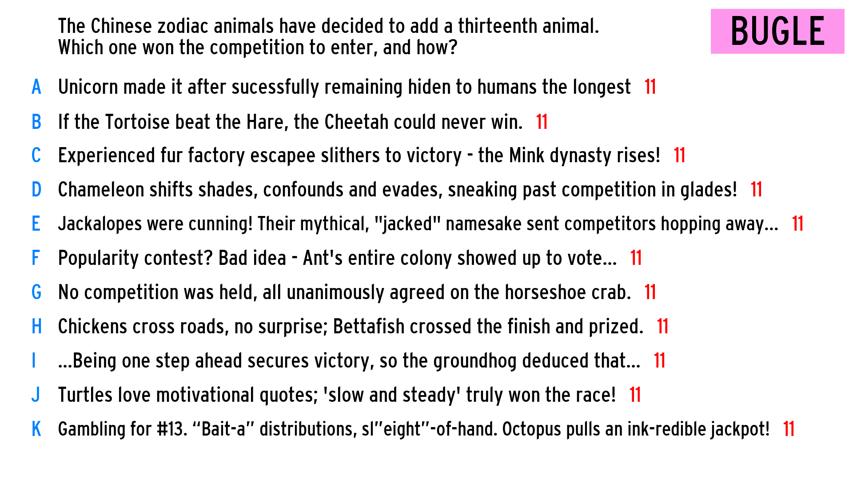 The Chinese zodiac animals have decided to add a thirteenth animal.
Which one won the competition to enter, and how?
BUGLE
A Unicorn made it after sucessfully remaining hiden to humans the longest 11
B If the Tortoise beat the Hare, the Cheetah could never win. 11
C Experienced fur factory escapee slithers to victory - the Mink dynasty rises! 11
D Chameleon shifts shades, confounds and evades, sneaking past competition in glades! 11
E Jackalopes were cunning! Their mythical, "jacked" namesake sent competitors hopping away... 11
F Popularity contest? Bad idea - Ant's entire colony showed up to vote... 11
G No competition was held, all unanimously agreed on the horseshoe crab. 11
H Chickens cross roads, no surprise; Bettafish crossed the finish and prized. 11
I ...Being one step ahead secures victory, so the groundhog deduced that... 11
J Turtles love motivational quotes; 'slow and steady' truly won the race! 11
K Gambling for #13. “Bait-a” distributions, sl”eight”-of-hand. Octopus pulls an ink-redible jackpot! 11